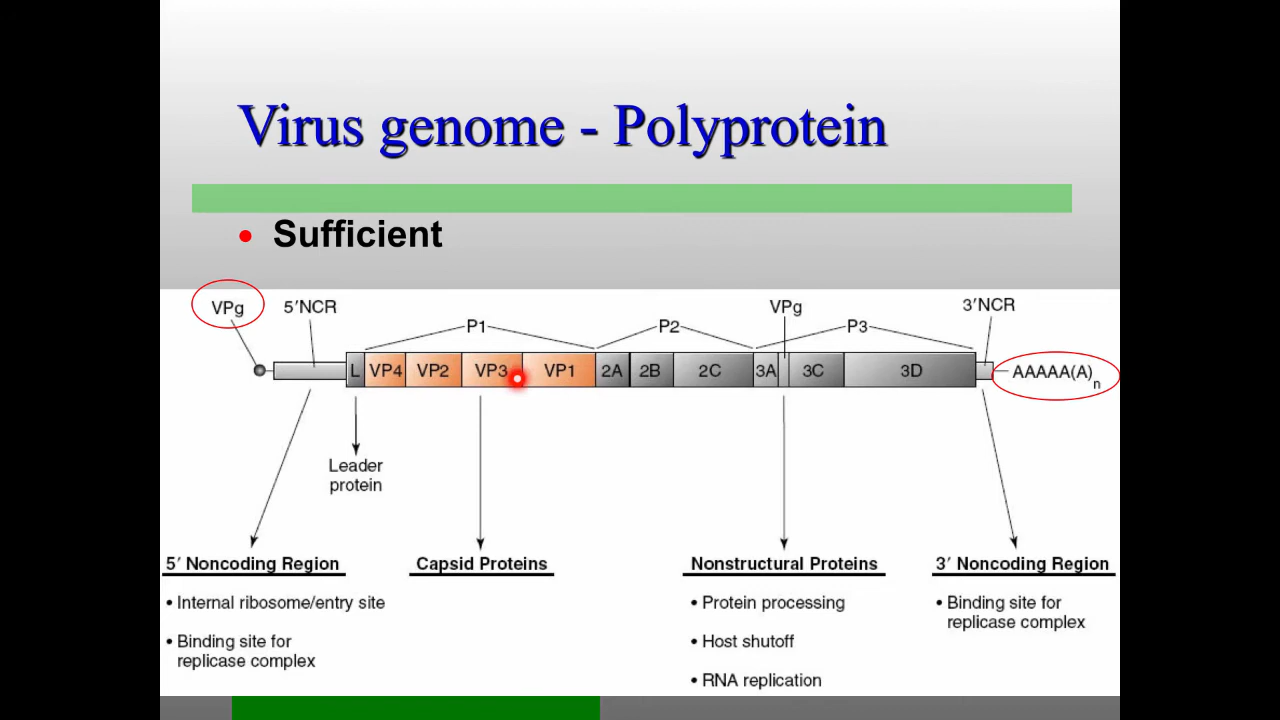 Virus genome - Polyprotein
• Sufficient
VPg 5′NCR P1 P2 VPg P3 3′NCR
L VP4 VP2 VP3 VP1 2A 2B 2C 3A 3C 3D AAAAA(A)n
Leader
protein
5′ Noncoding Region
• Internal ribosome/entry site
• Binding site for
replicase complex
Capsid Proteins
Nonstructural Proteins
• Protein processing
• Host shutoff
• RNA replication
3′ Noncoding Region
• Binding site for
replicase complex